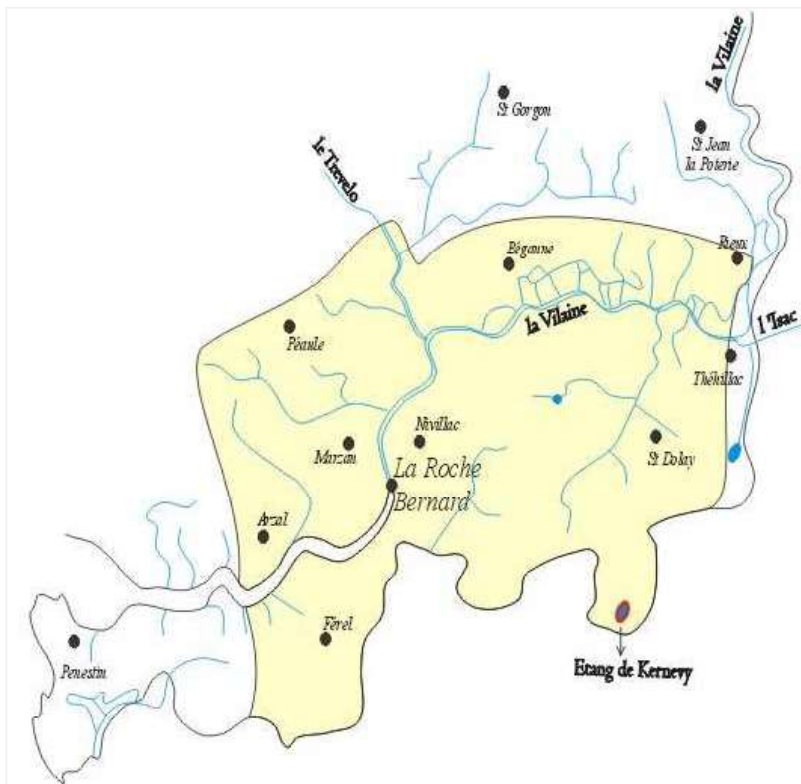 la Vilaine
St Gorgon
St Jean
la Poterie
le Trevelo
Béganne
Rieux
la Vilaine
l'Isac
Péaule
Théhillac
Nivillac
Marzan
St Dolay
La Roche
Bernard
Arzal
Férel
Penestin
Etang de Kernevy